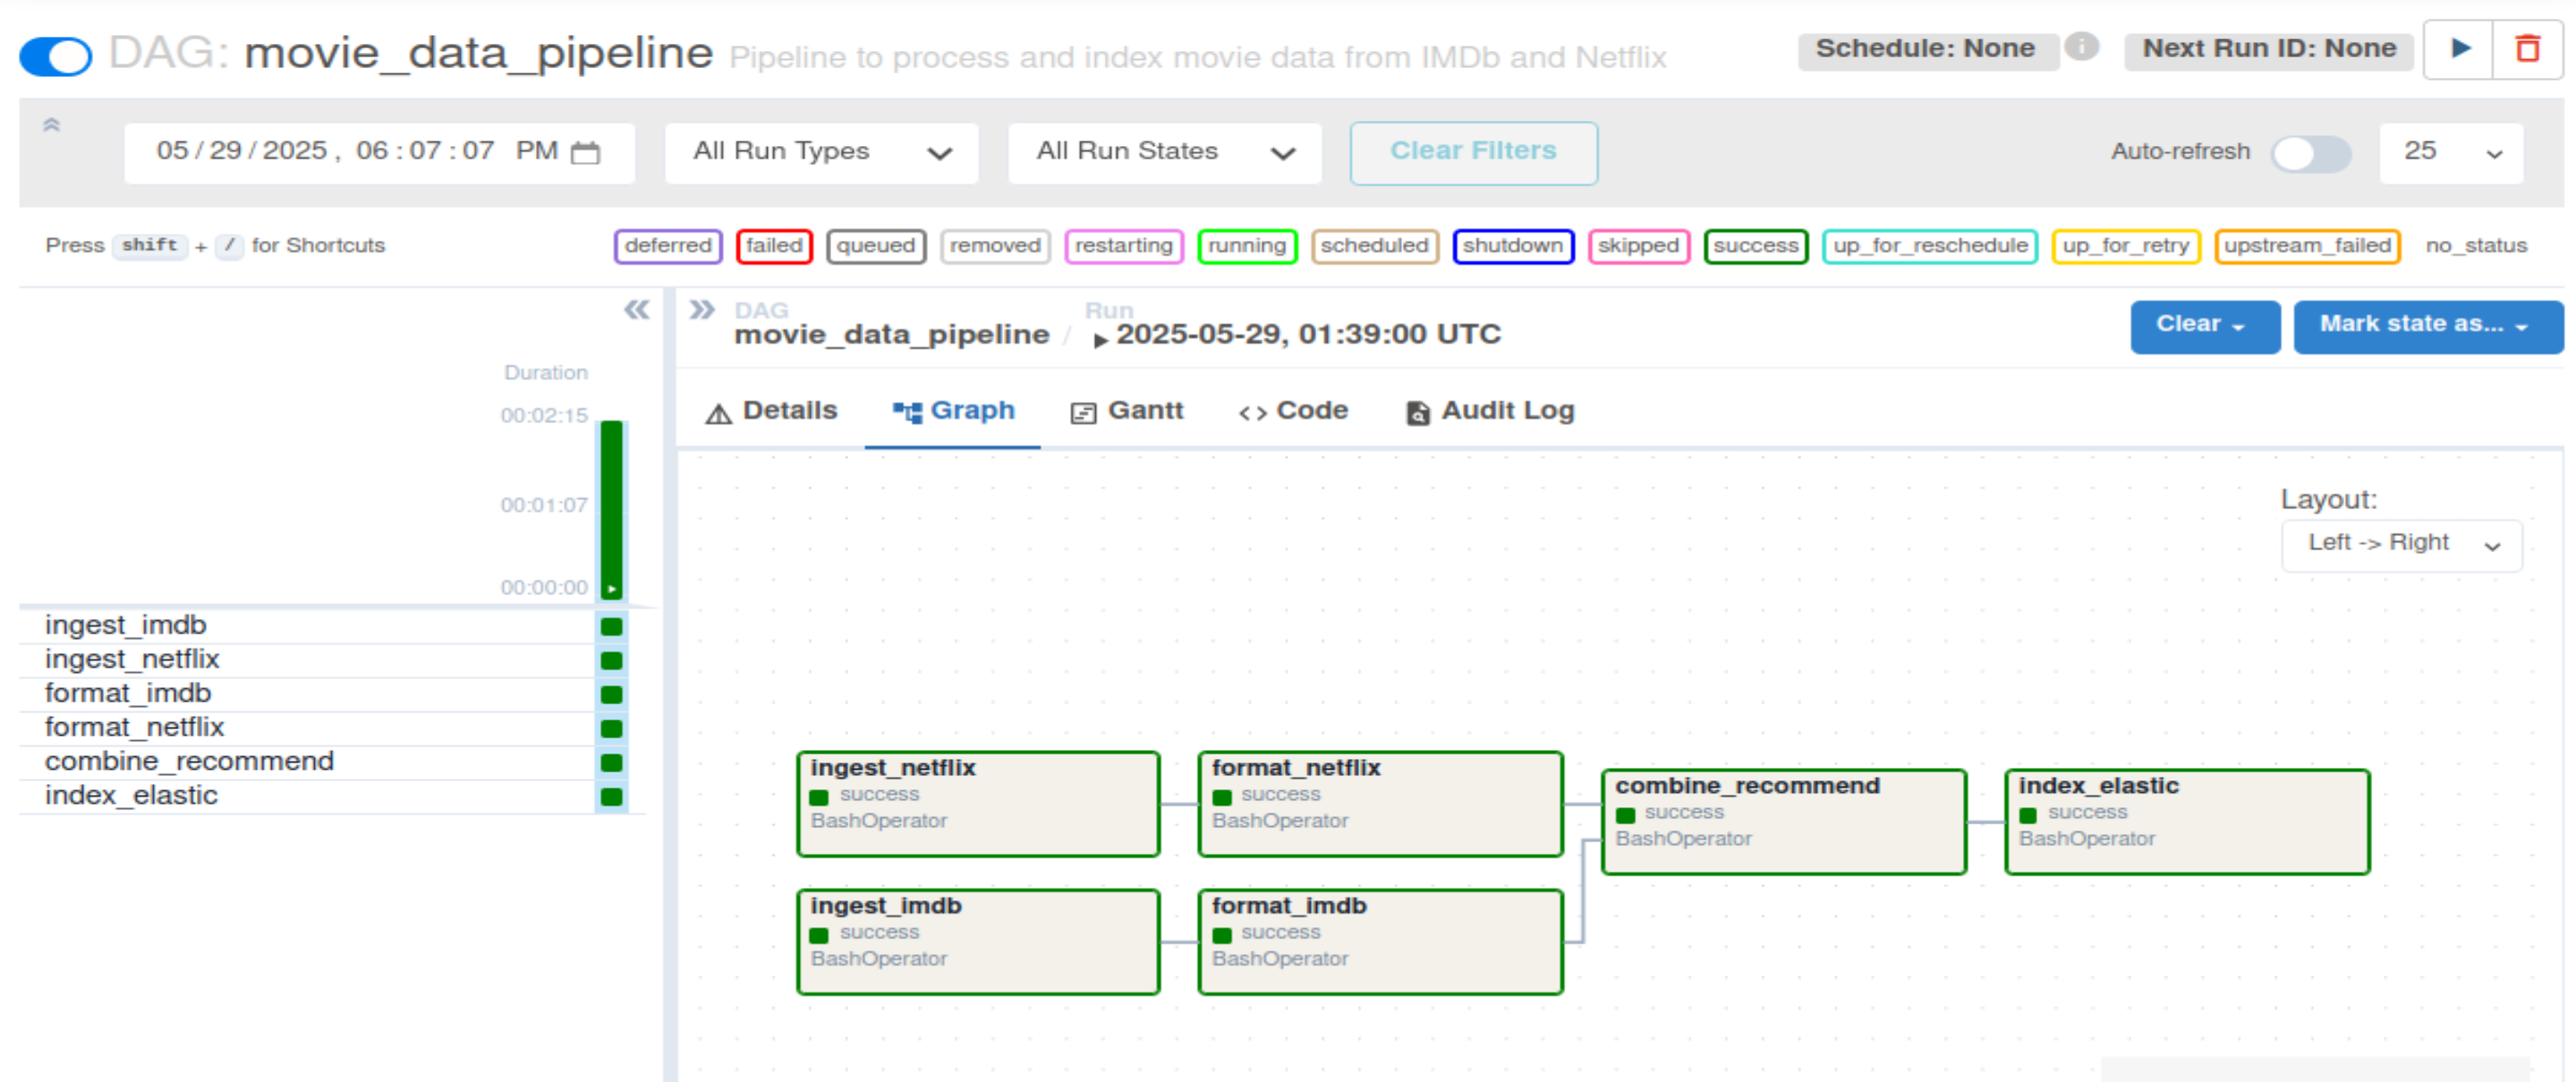 DAG: movie_data_pipeline Pipeline to process and index movie data from IMDb and Netflix Schedule: None Next Run ID: None
05/29/2025, 06:07:07 PM All Run Types All Run States Clear Filters Auto-refresh 25
Press shift + / for Shortcuts deferred failed queued removed restarting running scheduled shutdown skipped success up_for_reschedule up_for_retry upstream_failed no_status
DAG Run
movie_data_pipeline / 2025-05-29, 01:39:00 UTC Clear Mark state as...
Details Graph Gantt Code Audit Log
Duration
00:02:15
00:01:07
00:00:00
ingest_imdb
ingest_netflix
format_imdb
format_netflix
combine_recommend
index_elastic
Layout:
Left -> Right
ingest_netflix
success
BashOperator
format_netflix
success
BashOperator
ingest_imdb
success
BashOperator
format_imdb
success
BashOperator
combine_recommend
success
BashOperator
index_elastic
success
BashOperator